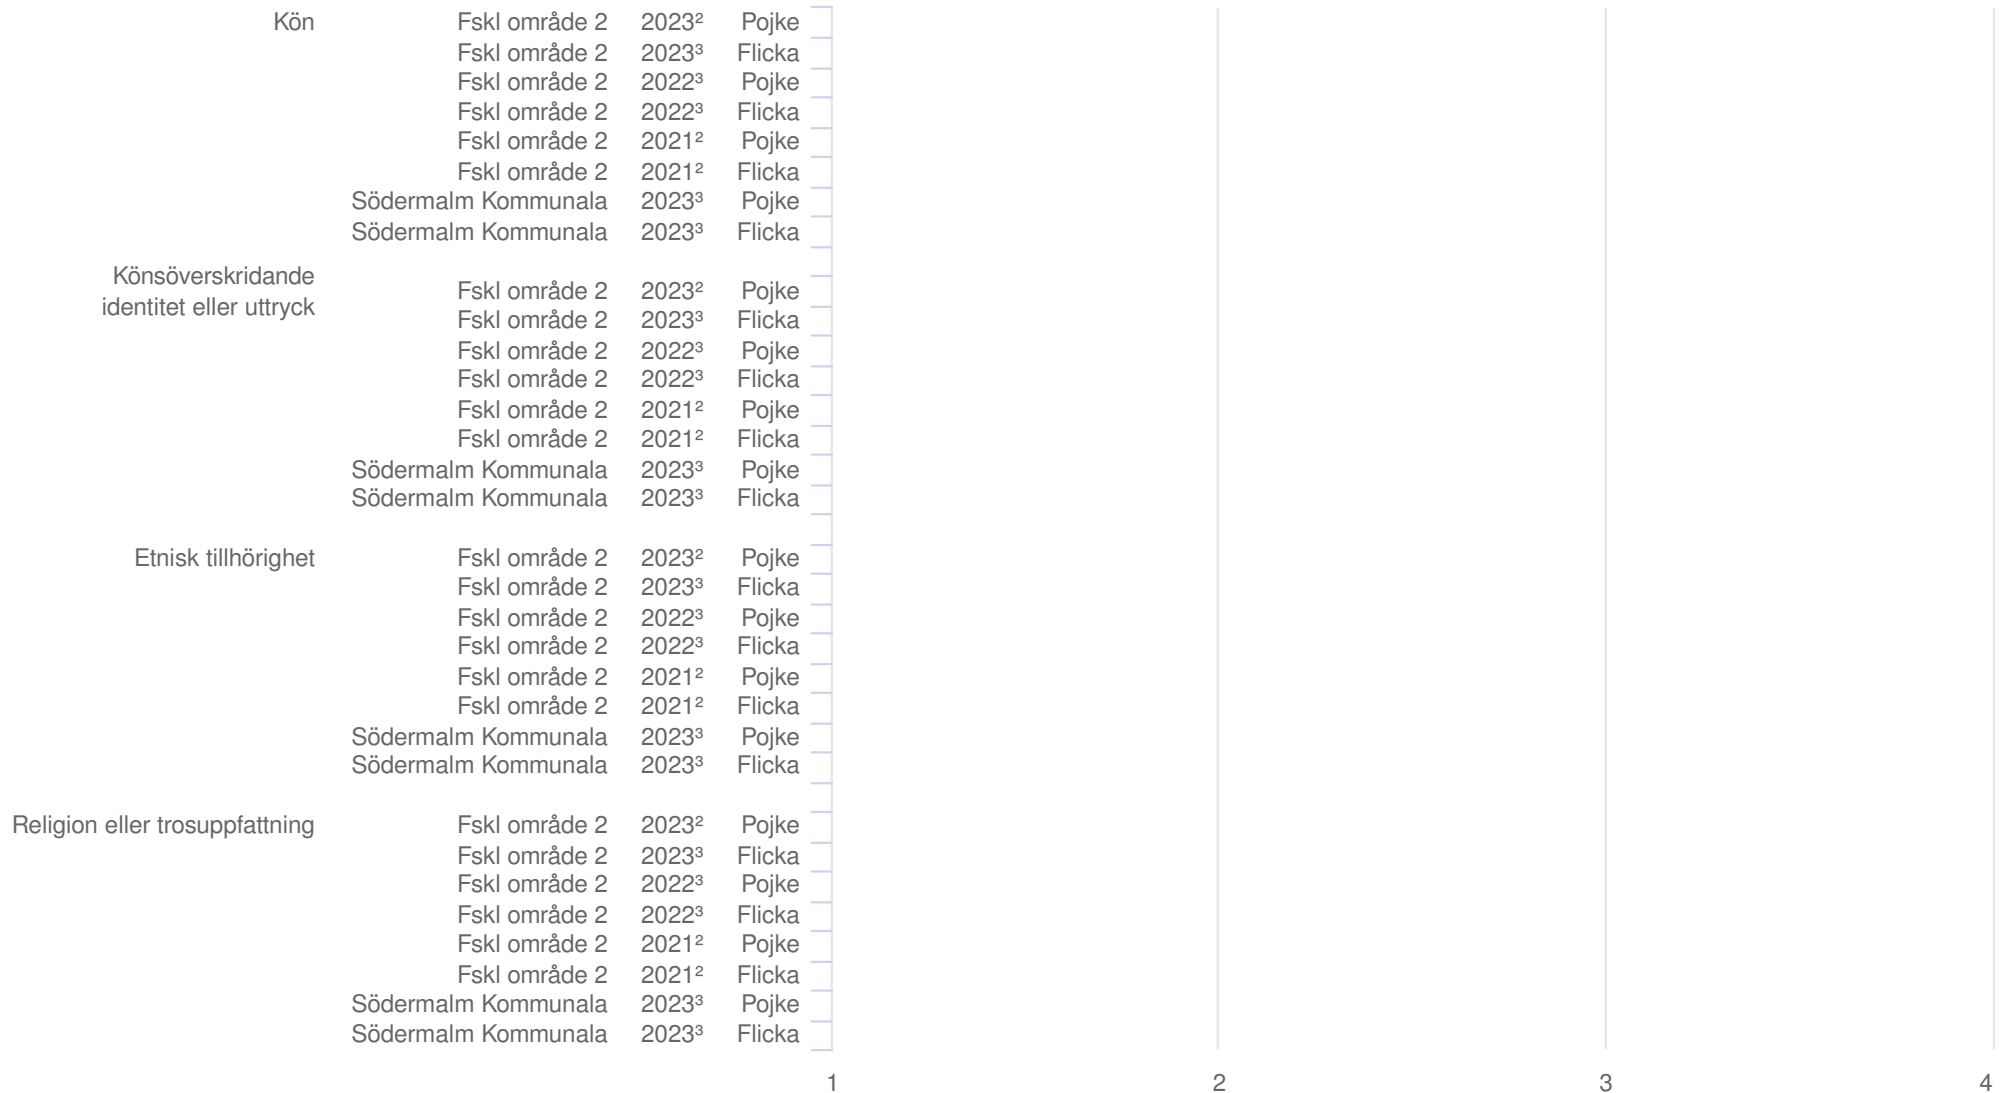 Kön Fskl område 2 2023² Pojke
Fskl område 2 2023³ Flicka
Fskl område 2 2022³ Pojke
Fskl område 2 2022³ Flicka
Fskl område 2 2021² Pojke
Fskl område 2 2021² Flicka
Södermalm Kommunala 2023³ Pojke
Södermalm Kommunala 2023³ Flicka
Könsöverskridande
identitet eller uttryck
Fskl område 2 2023² Pojke
Fskl område 2 2023³ Flicka
Fskl område 2 2022³ Pojke
Fskl område 2 2022³ Flicka
Fskl område 2 2021² Pojke
Fskl område 2 2021² Flicka
Södermalm Kommunala 2023³ Pojke
Södermalm Kommunala 2023³ Flicka
Etnisk tillhörighet Fskl område 2 2023² Pojke
Fskl område 2 2023³ Flicka
Fskl område 2 2022³ Pojke
Fskl område 2 2022³ Flicka
Fskl område 2 2021² Pojke
Fskl område 2 2021² Flicka
Södermalm Kommunala 2023³ Pojke
Södermalm Kommunala 2023³ Flicka
Religion eller trosuppfattning Fskl område 2 2023² Pojke
Fskl område 2 2023³ Flicka
Fskl område 2 2022³ Pojke
Fskl område 2 2022³ Flicka
Fskl område 2 2021² Pojke
Fskl område 2 2021² Flicka
Södermalm Kommunala 2023³ Pojke
Södermalm Kommunala 2023³ Flicka
1 2 3 4